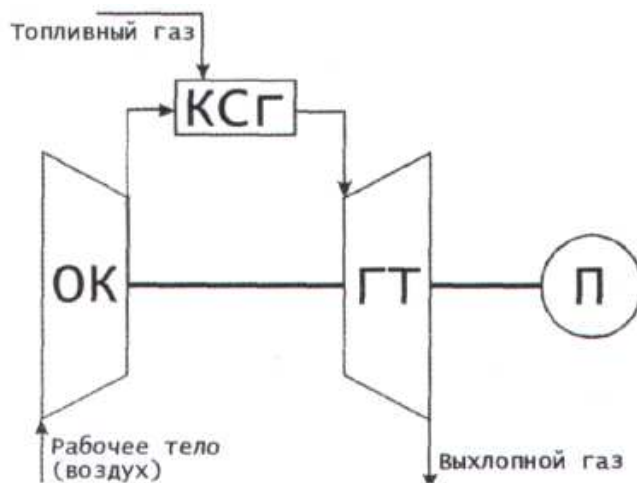 Топливный газ
КСГ
ОК
ГТ
П
Рабочее тело
(воздух)
Выхлопной газ